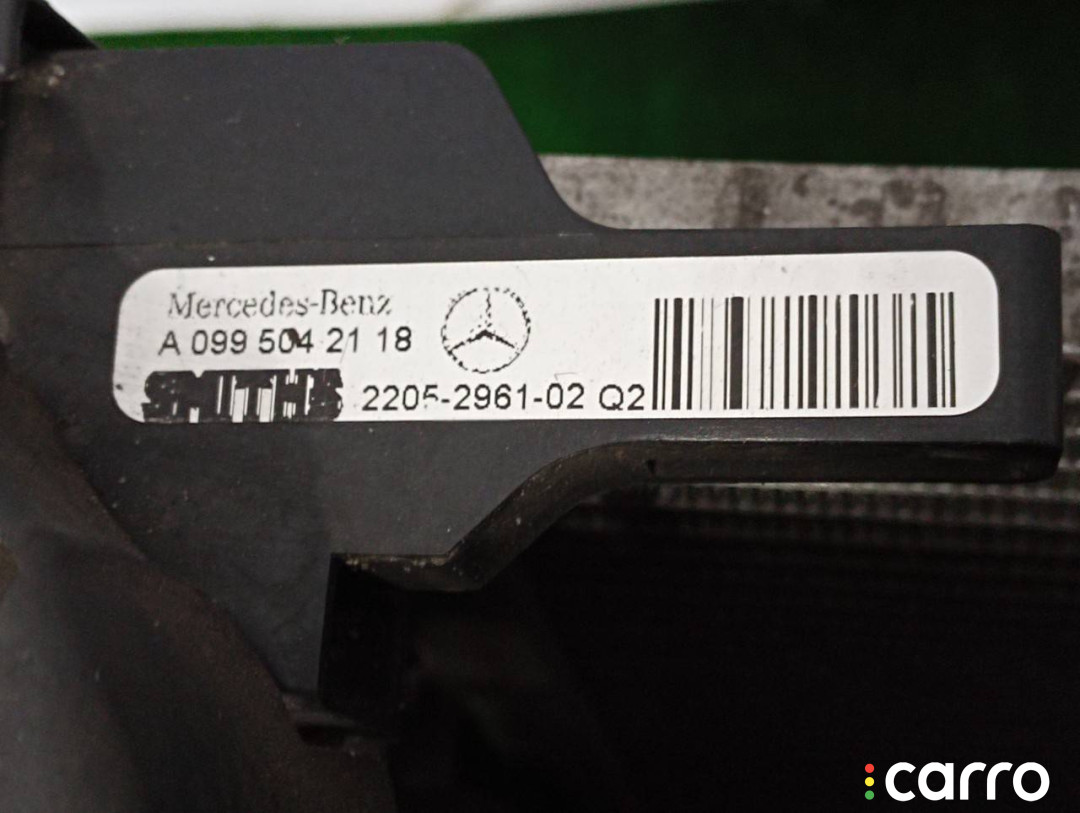 Mercedes-Benz
A 099 504 21 18
SMITHS 2205-2961-02 Q2
carro